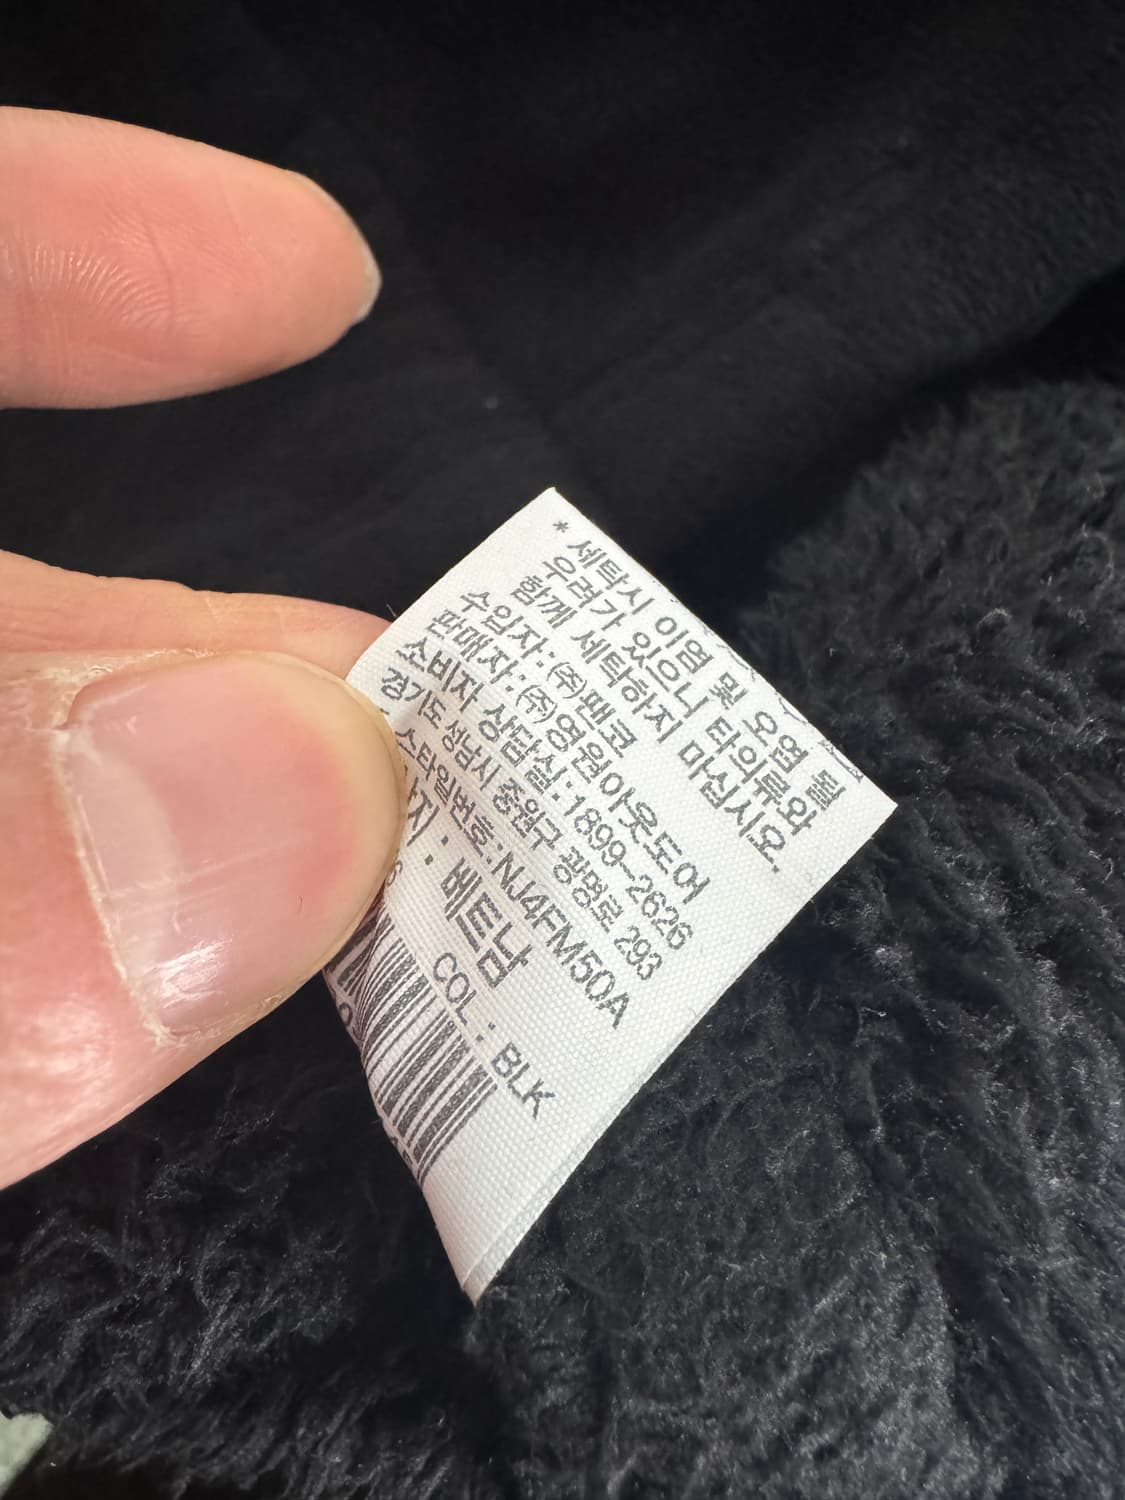 * 세탁시 이염 및 오염 될
우려가 있으니 타의류와
함께 세탁하지 마십시오.
수입자 : ㈜팬코
판매자 : ㈜영원아웃도어
소비자 상담실 : 1899-2626
경기도 성남시 중원구 광명로 293
스타일번호 : NJ4FM50A
지 : 베트남
COL : BLK